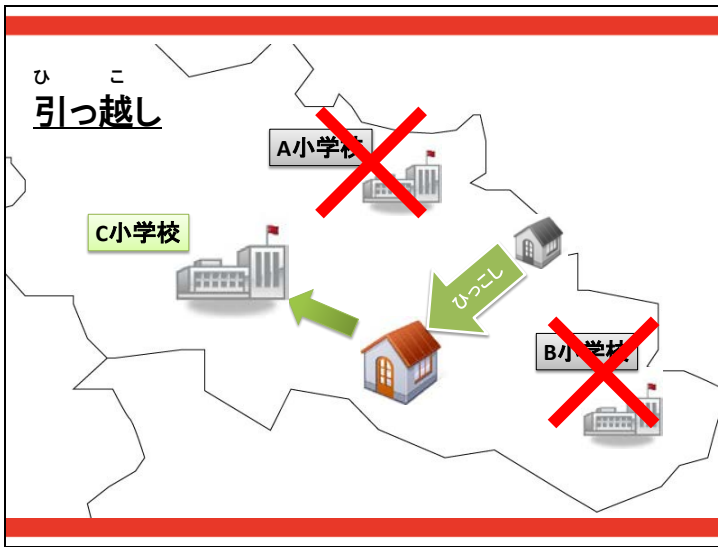 ひ こ
引っ越し
A小学校
C小学校
ひっこし
B小学校